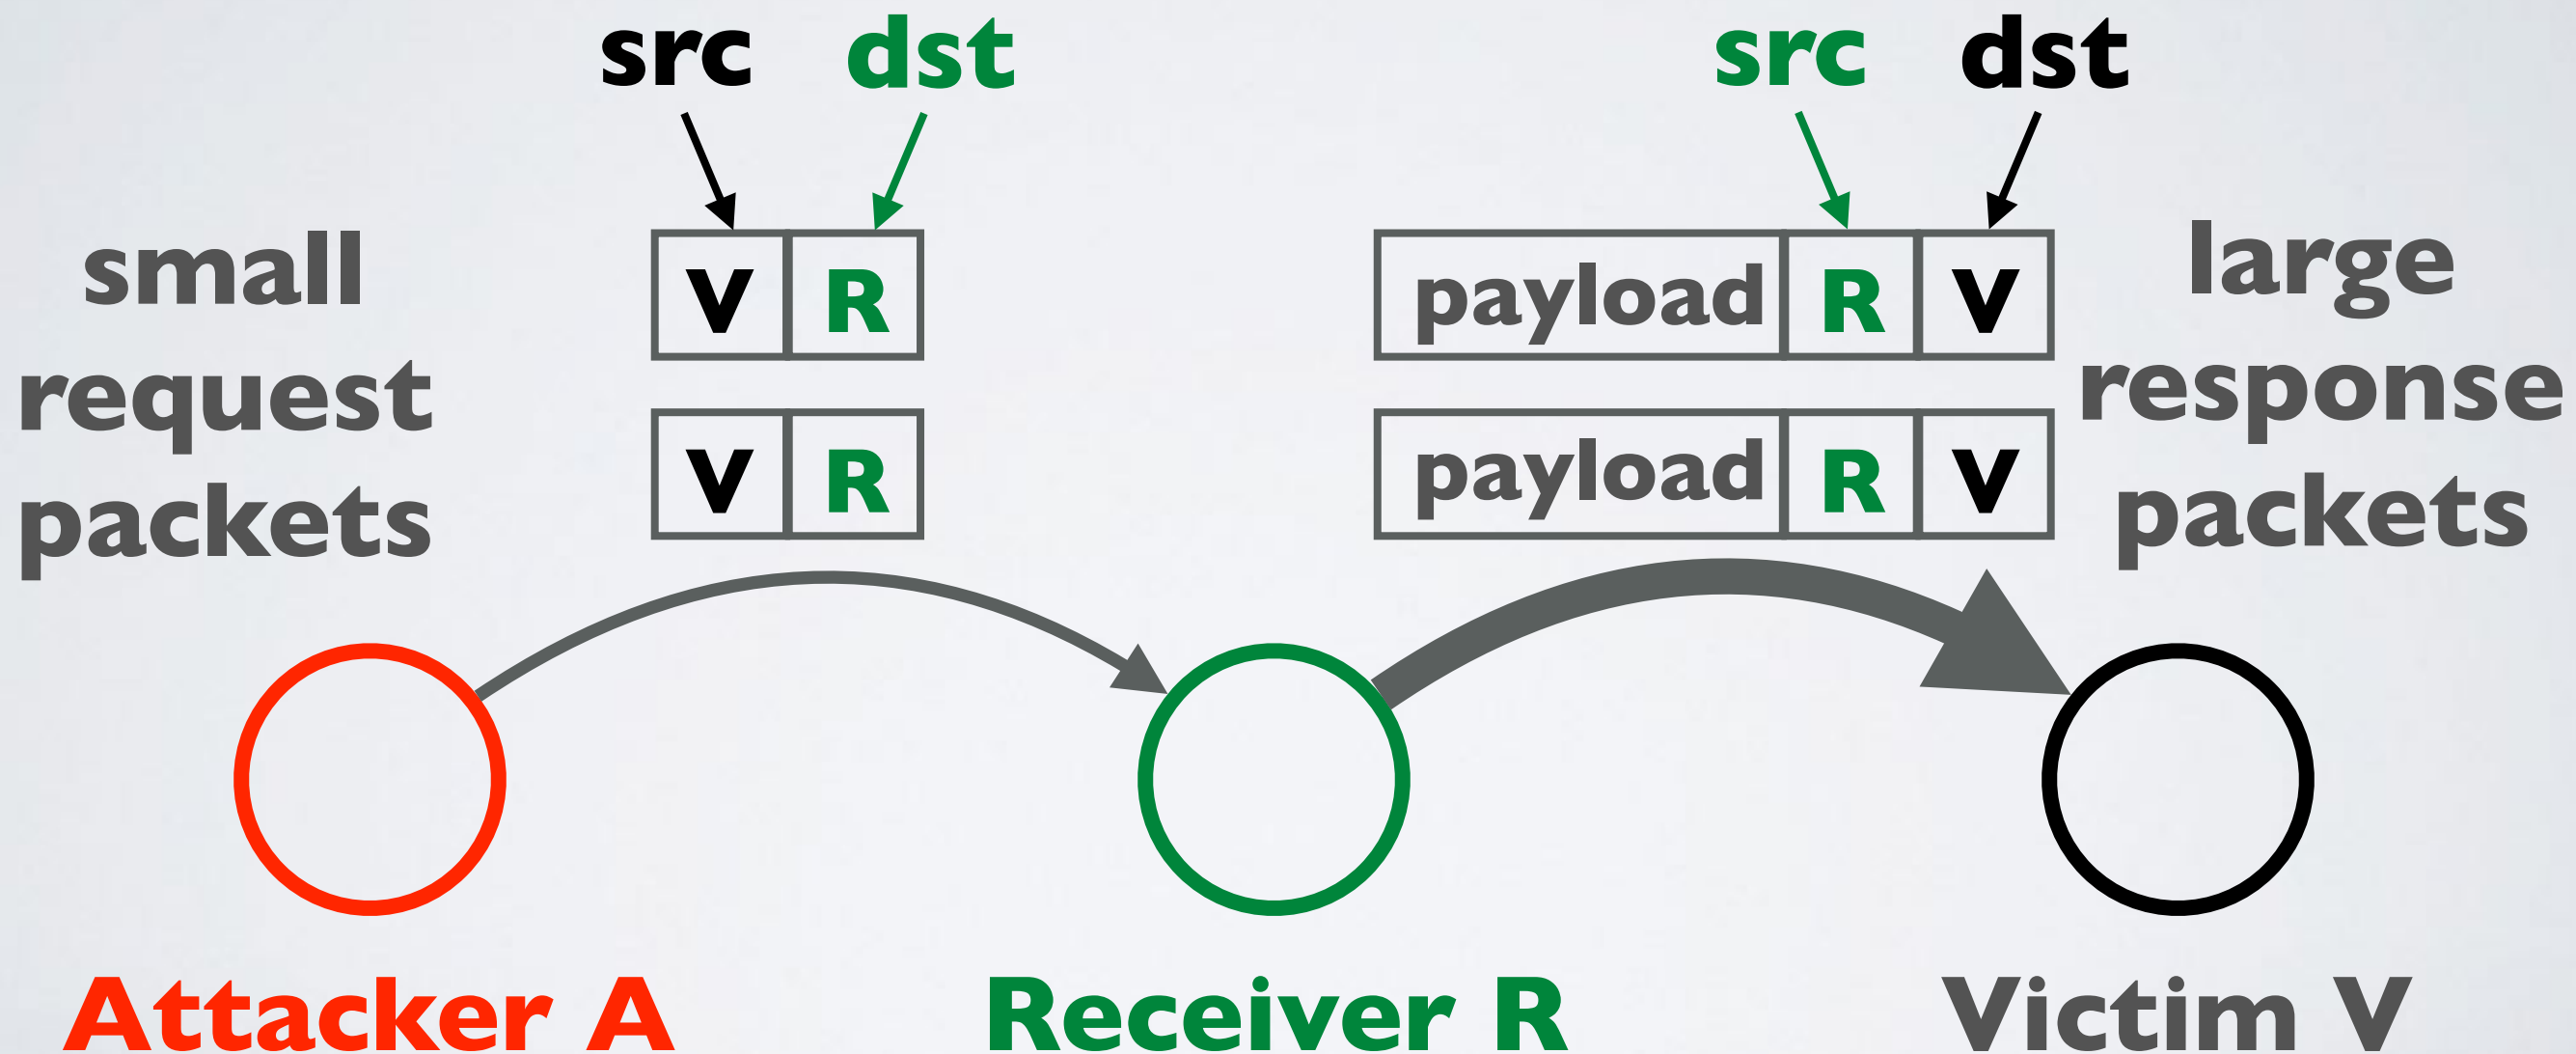 src dst
src dst
small
request
packets
V R
V R
payload R V
payload R V
large
response
packets
Attacker A
Receiver R
Victim V